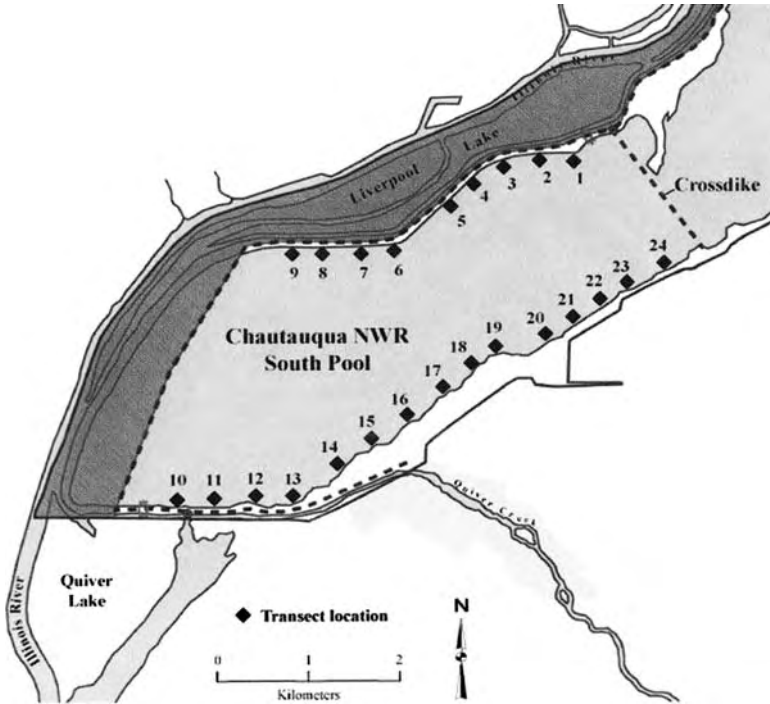 Illinois River
Lake
Liverpool
Crossdike
3
2
1
4
5
9
8
7
6
24
23
22
21
20
19
18
17
16
15
14
Chautauqua NWR
South Pool
10
11
12
13
Quiver Creek
Quiver
Lake
Illinois River
Transect location
N
0
1
2
Kilometers